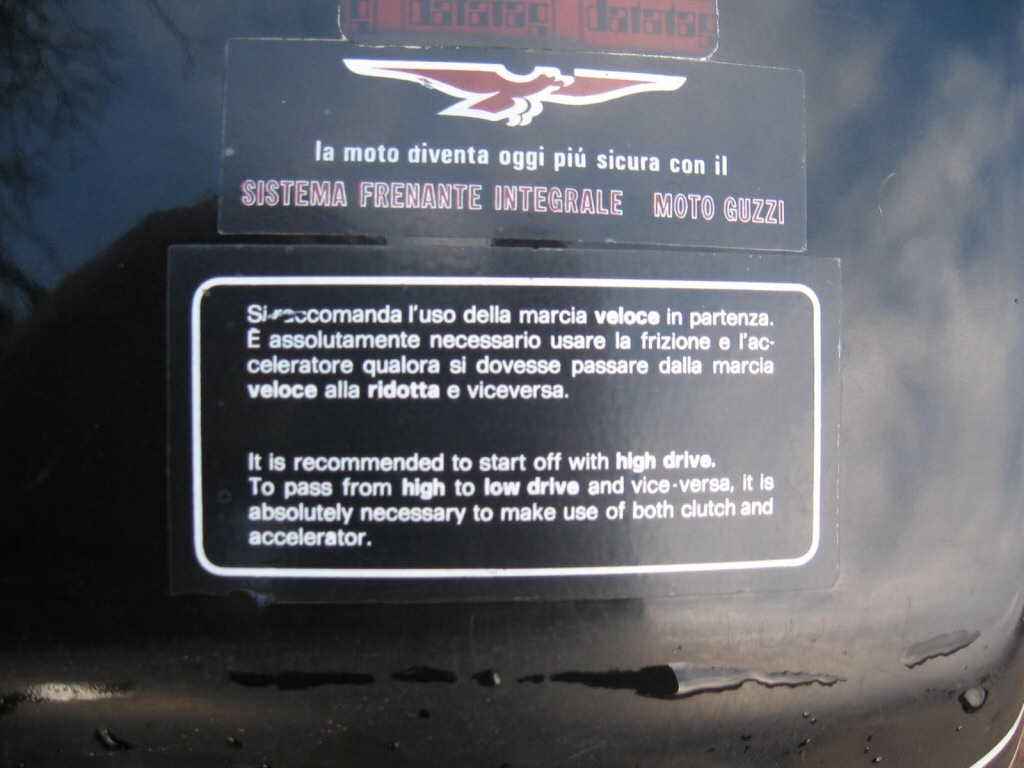 datatag datatag
la moto diventa oggi piú sicura con il
SISTEMA FRENANTE INTEGRALE MOTO GUZZI
Si raccomanda l'uso della marcia veloce in partenza.
È assolutamente necessario usare la frizione e l'ac-
celeratore qualora si dovesse passare dalla marcia
veloce alla ridotta e viceversa.
It is recommended to start off with high drive.
To pass from high to low drive and vice-versa, it is
absolutely necessary to make use of both clutch and
accelerator.